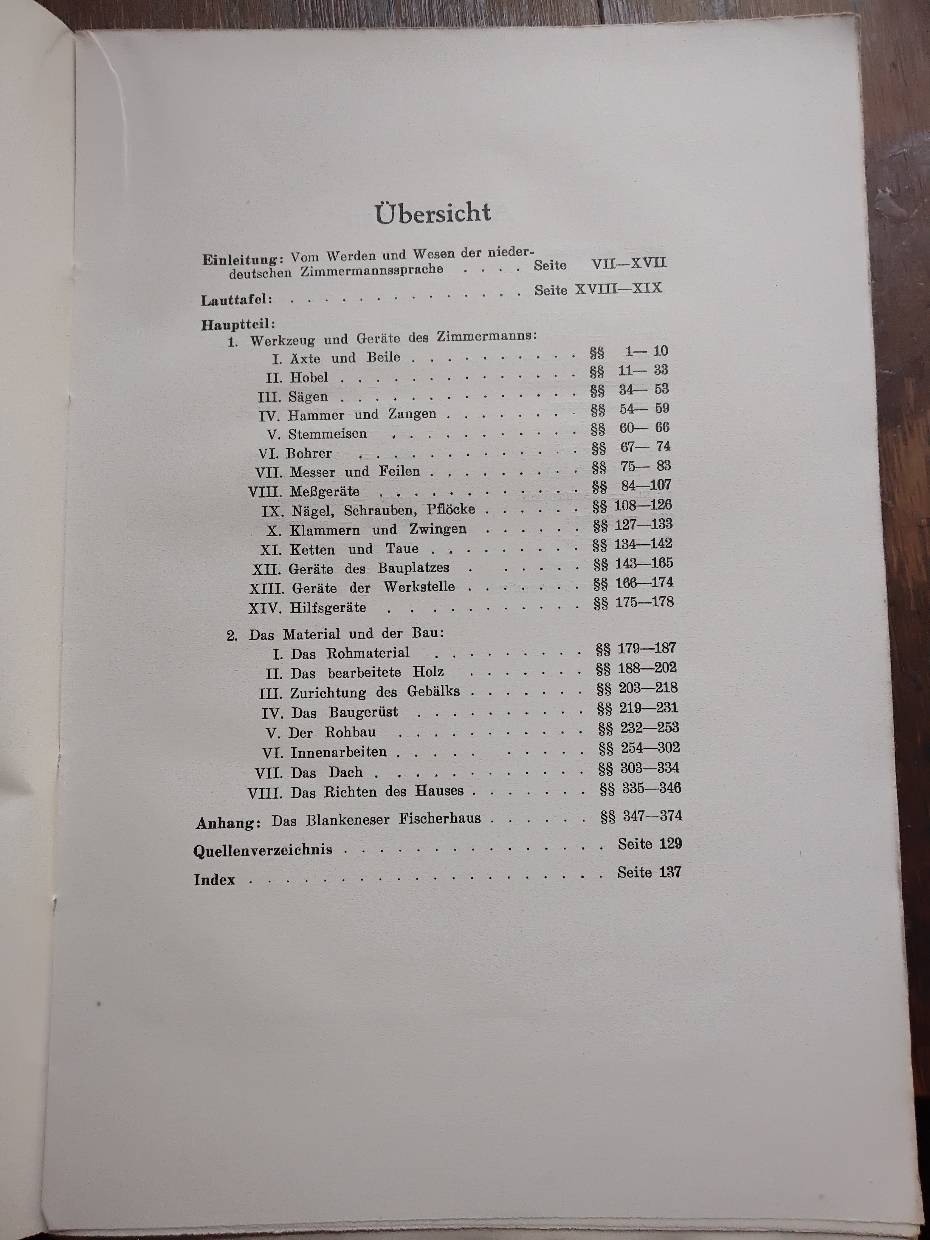 Übersicht
Einleitung: Vom Werden und Wesen der nieder-
deutschen Zimmermannssprache . . . . Seite VII—XVII
Lauttafel: . . . . . . . . . . . . . . Seite XVIII—XIX
Hauptteil:
1. Werkzeug und Geräte des Zimmermanns:
I. Äxte und Beile . . . . . . . . . . §§ 1— 10
II. Hobel . . . . . . . . . . . . . . §§ 11— 33
III. Sägen . . . . . . . . . . . . . . §§ 34— 53
IV. Hammer und Zangen . . . . . . . §§ 54— 59
V. Stemmeisen . . . . . . . . . . . §§ 60— 66
VI. Bohrer . . . . . . . . . . . . . §§ 67— 74
VII. Messer und Feilen . . . . . . . . . §§ 75— 83
VIII. Meßgeräte . . . . . . . . . . . . §§ 84—107
IX. Nägel, Schrauben, Pflöcke . . . . . . §§ 108—126
X. Klammern und Zwingen . . . . . . §§ 127—133
XI. Ketten und Taue . . . . . . . . . §§ 134—142
XII. Geräte des Bauplatzes . . . . . . §§ 143—165
XIII. Geräte der Werkstelle . . . . . . . §§ 166—174
XIV. Hilfsgeräte . . . . . . . . . . . §§ 175—178
2. Das Material und der Bau:
I. Das Rohmaterial . . . . . . . . . §§ 179—187
II. Das bearbeitete Holz . . . . . . . §§ 188—202
III. Zurichtung des Gebälks . . . . . . . §§ 203—218
IV. Das Baugerüst . . . . . . . . . . §§ 219—231
V. Der Rohbau . . . . . . . . . . . §§ 232—253
VI. Innenarbeiten . . . . . . . . . . §§ 254—302
VII. Das Dach . . . . . . . . . . . . §§ 303—334
VIII. Das Richten des Hauses . . . . . . . §§ 335—346
Anhang: Das Blankeneser Fischerhaus . . . . . . §§ 347—374
Quellenverzeichnis . . . . . . . . . . . . . . . Seite 129
Index . . . . . . . . . . . . . . . . . . . . Seite 137